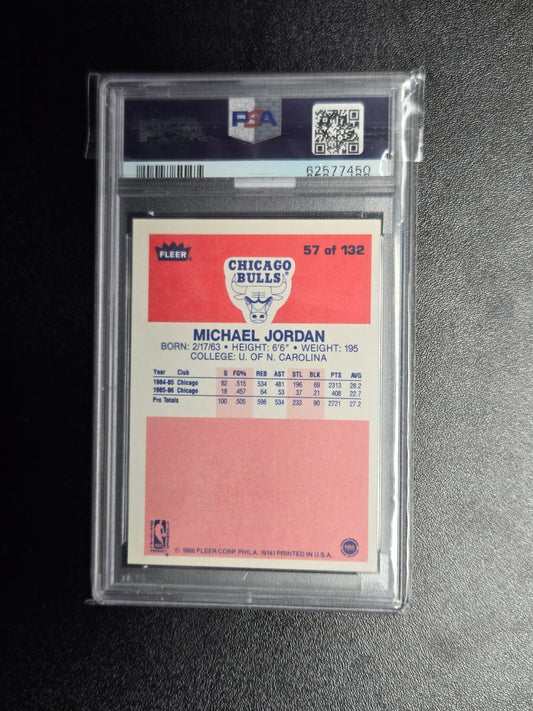 PSA
62577450
FLEER
57 of 132
CHICAGO
BULLS
MICHAEL JORDAN
BORN: 2/17/63 • HEIGHT: 6'6" • WEIGHT: 195
COLLEGE: U. OF N. CAROLINA
Year Club G FG% REB AST STL BLK PTS AVG
1984-85 Chicago 82 .515 534 481 196 69 2313 28.2
1985-86 Chicago 18 .457 64 53 37 21 408 22.7
Pro Totals 100 .505 598 534 233 90 2721 27.2
NBA
© 1986 FLEER CORP. PHILA. 19141 PRINTED IN U.S.A.